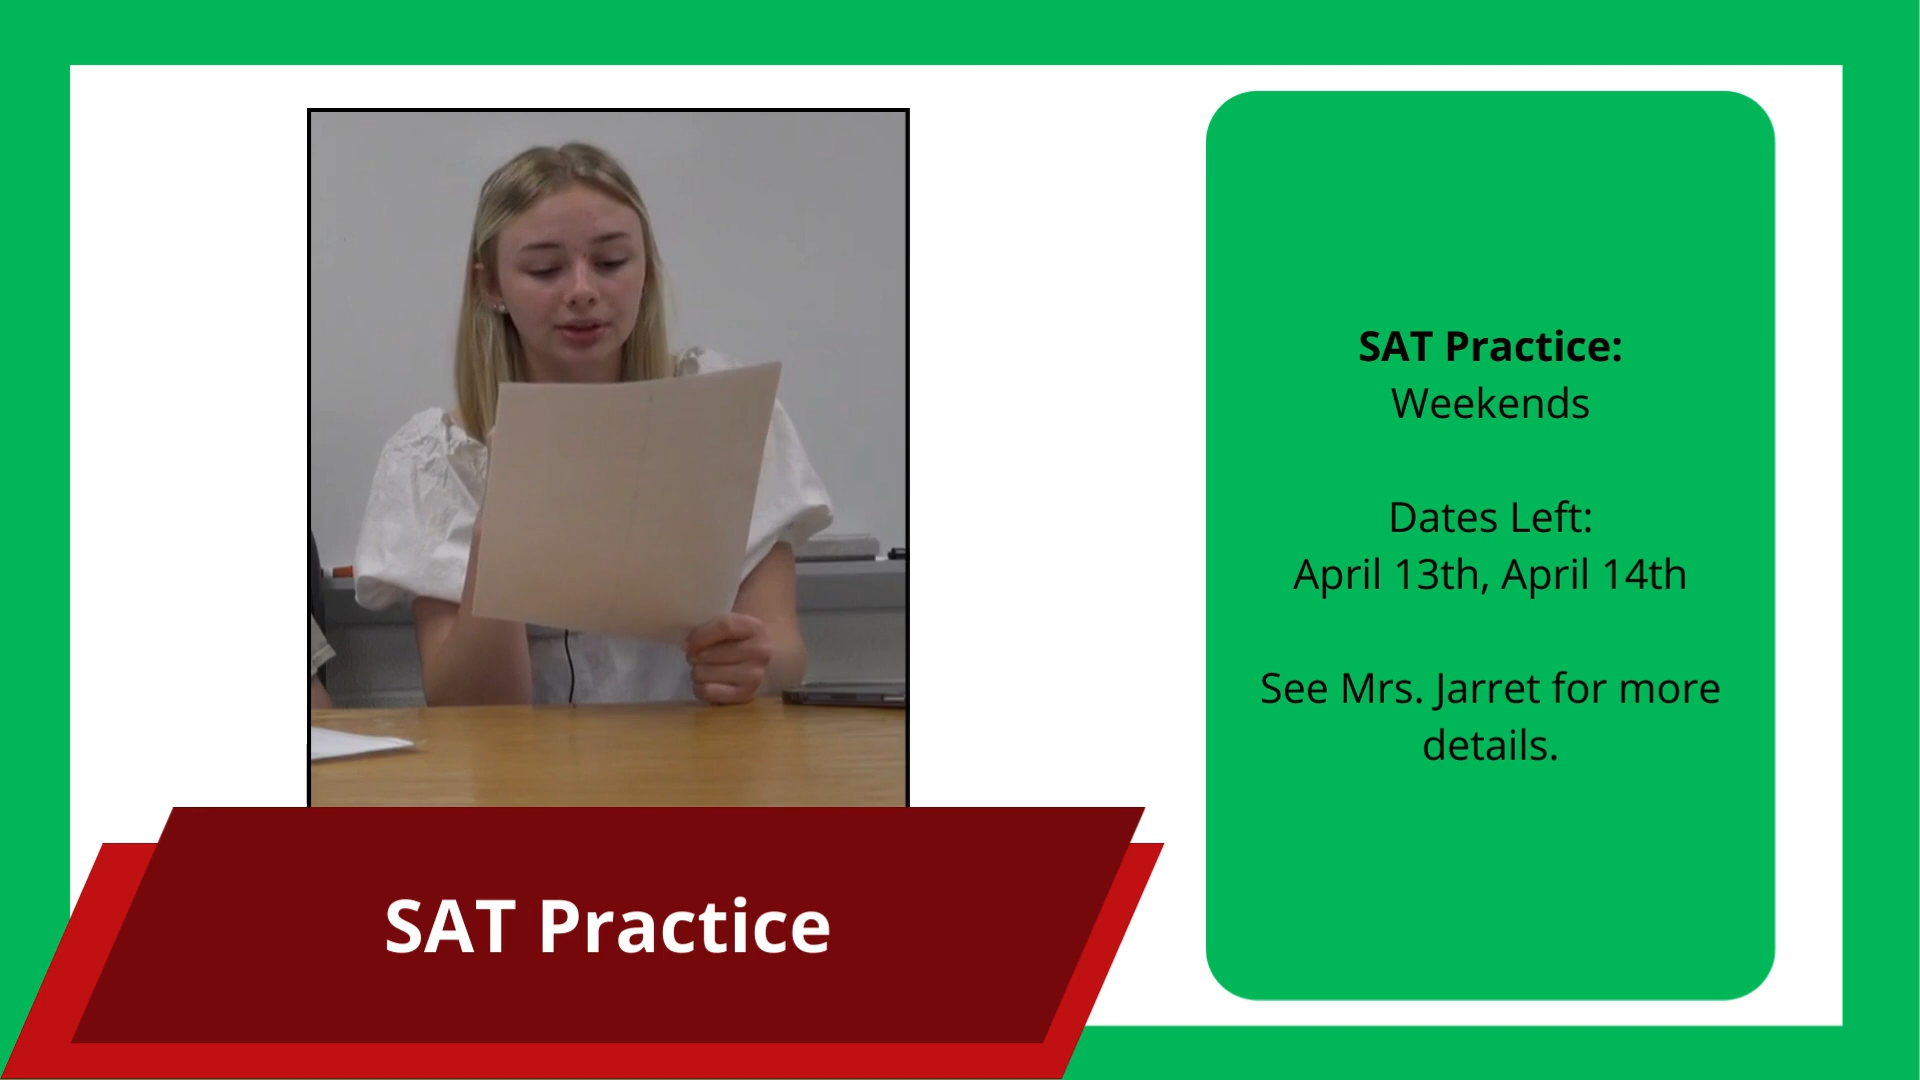 SAT Practice:
Weekends
Dates Left:
April 13th, April 14th
See Mrs. Jarret for more
details.
SAT Practice